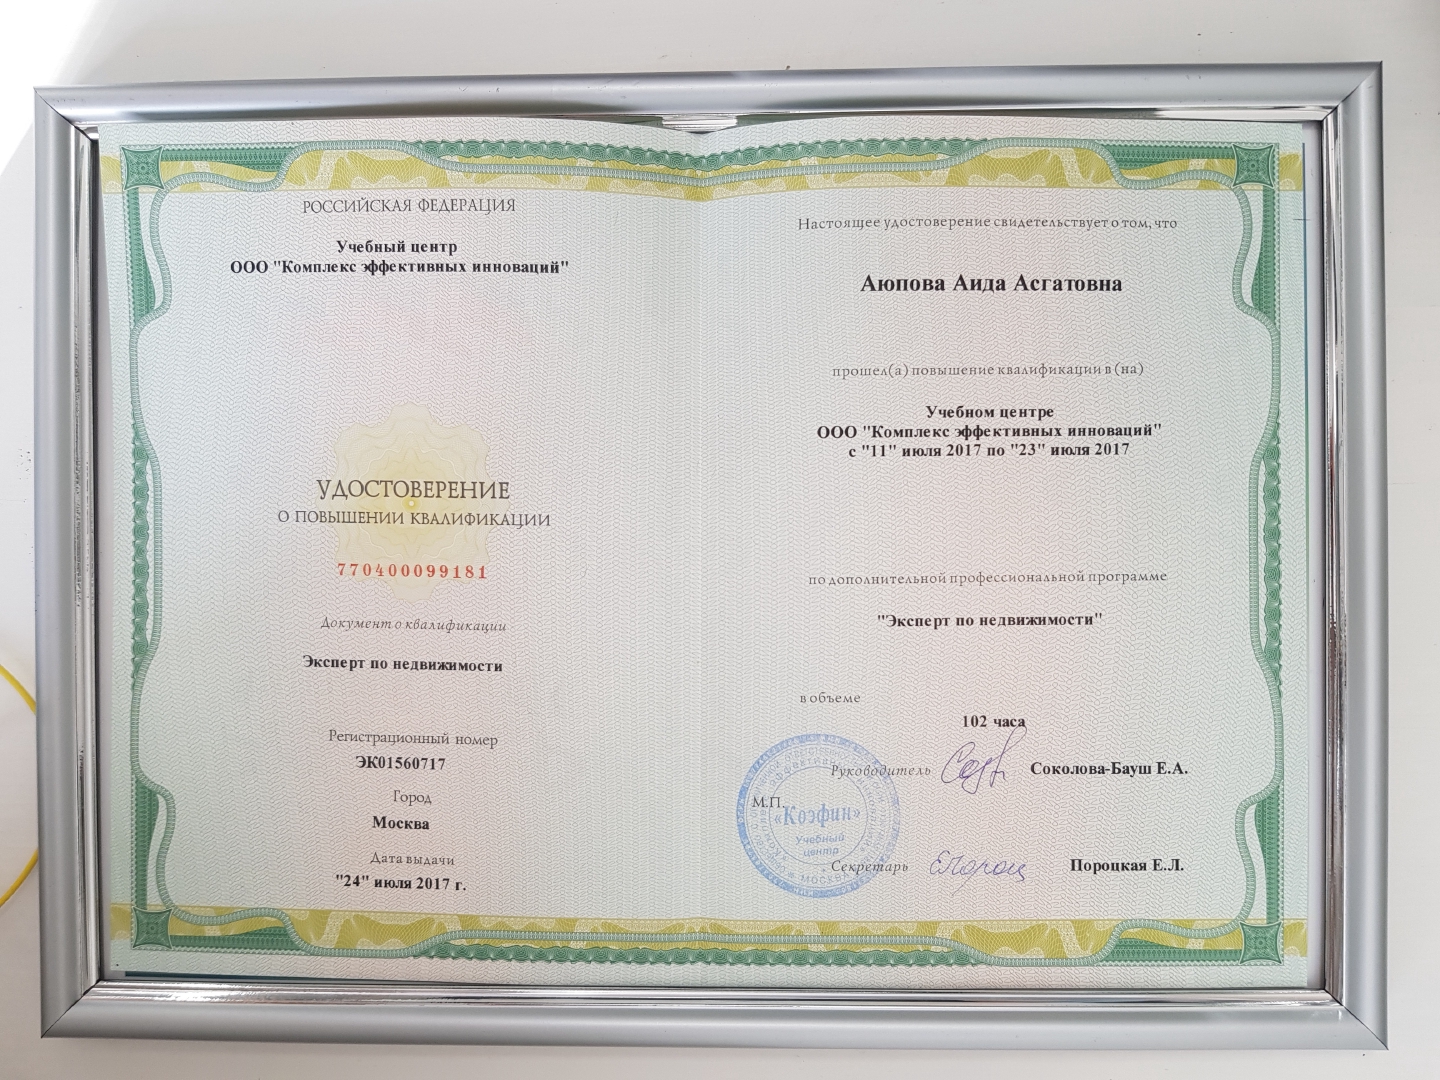 РОССИЙСКАЯ ФЕДЕРАЦИЯ
Учебный центр
ООО "Комплекс эффективных инноваций"
УДОСТОВЕРЕНИЕ
О ПОВЫШЕНИИ КВАЛИФИКАЦИИ
770400099181
Документ о квалификации
Эксперт по недвижимости
Регистрационный номер
ЭК01560717
Город
Москва
Дата выдачи
"24" июля 2017 г.
Настоящее удостоверение свидетельствует о том, что
Аюпова Аида Асгатовна
прошел(а) повышение квалификации в (на)
Учебном центре
ООО "Комплекс эффективных инноваций"
с "11" июля 2017 по "23" июля 2017
по дополнительной профессиональной программе
"Эксперт по недвижимости"
в объеме
102 часа
Руководитель
Соколова-Бауш Е.А.
М.П.
«Коэфин»
Учебный
центр
МОСКВА
Секретарь
Пороцкая Е.Л.